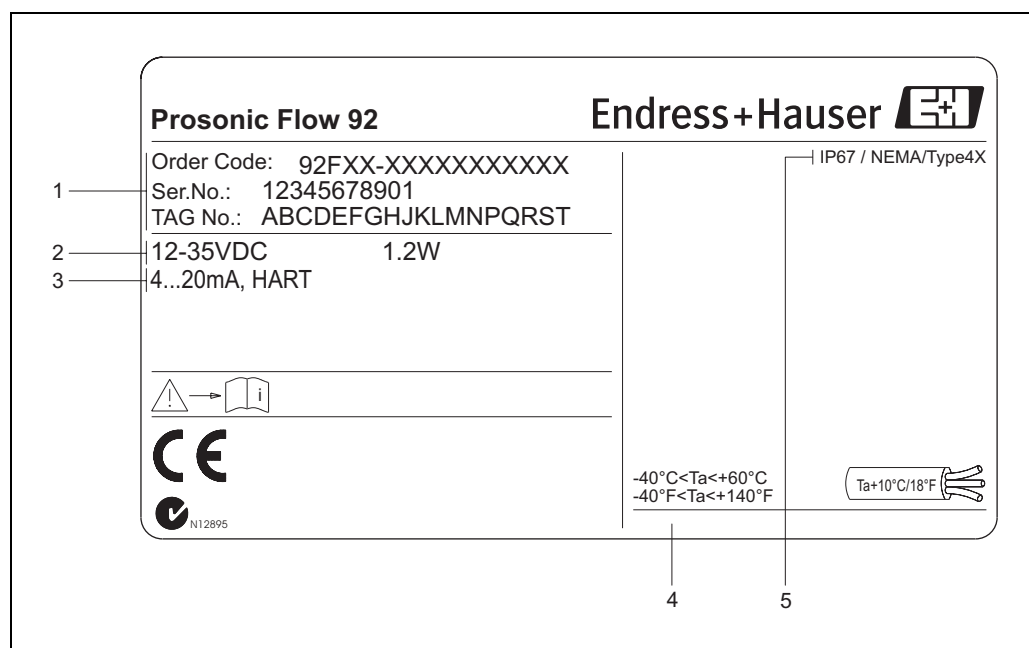 Prosonic Flow 92
Endress+Hauser
Order Code: 92FXX-XXXXXXXXXXX
Ser.No.: 12345678901
TAG No.: ABCDEFGHJKLMNPQRST
IP67 / NEMA/Type4X
1
12-35VDC 1.2W
2
4...20mA, HART
3
i
CE
N12895
-40°C<Ta<+60°C
-40°F<Ta<+140°F
Ta+10°C/18°F
4 5